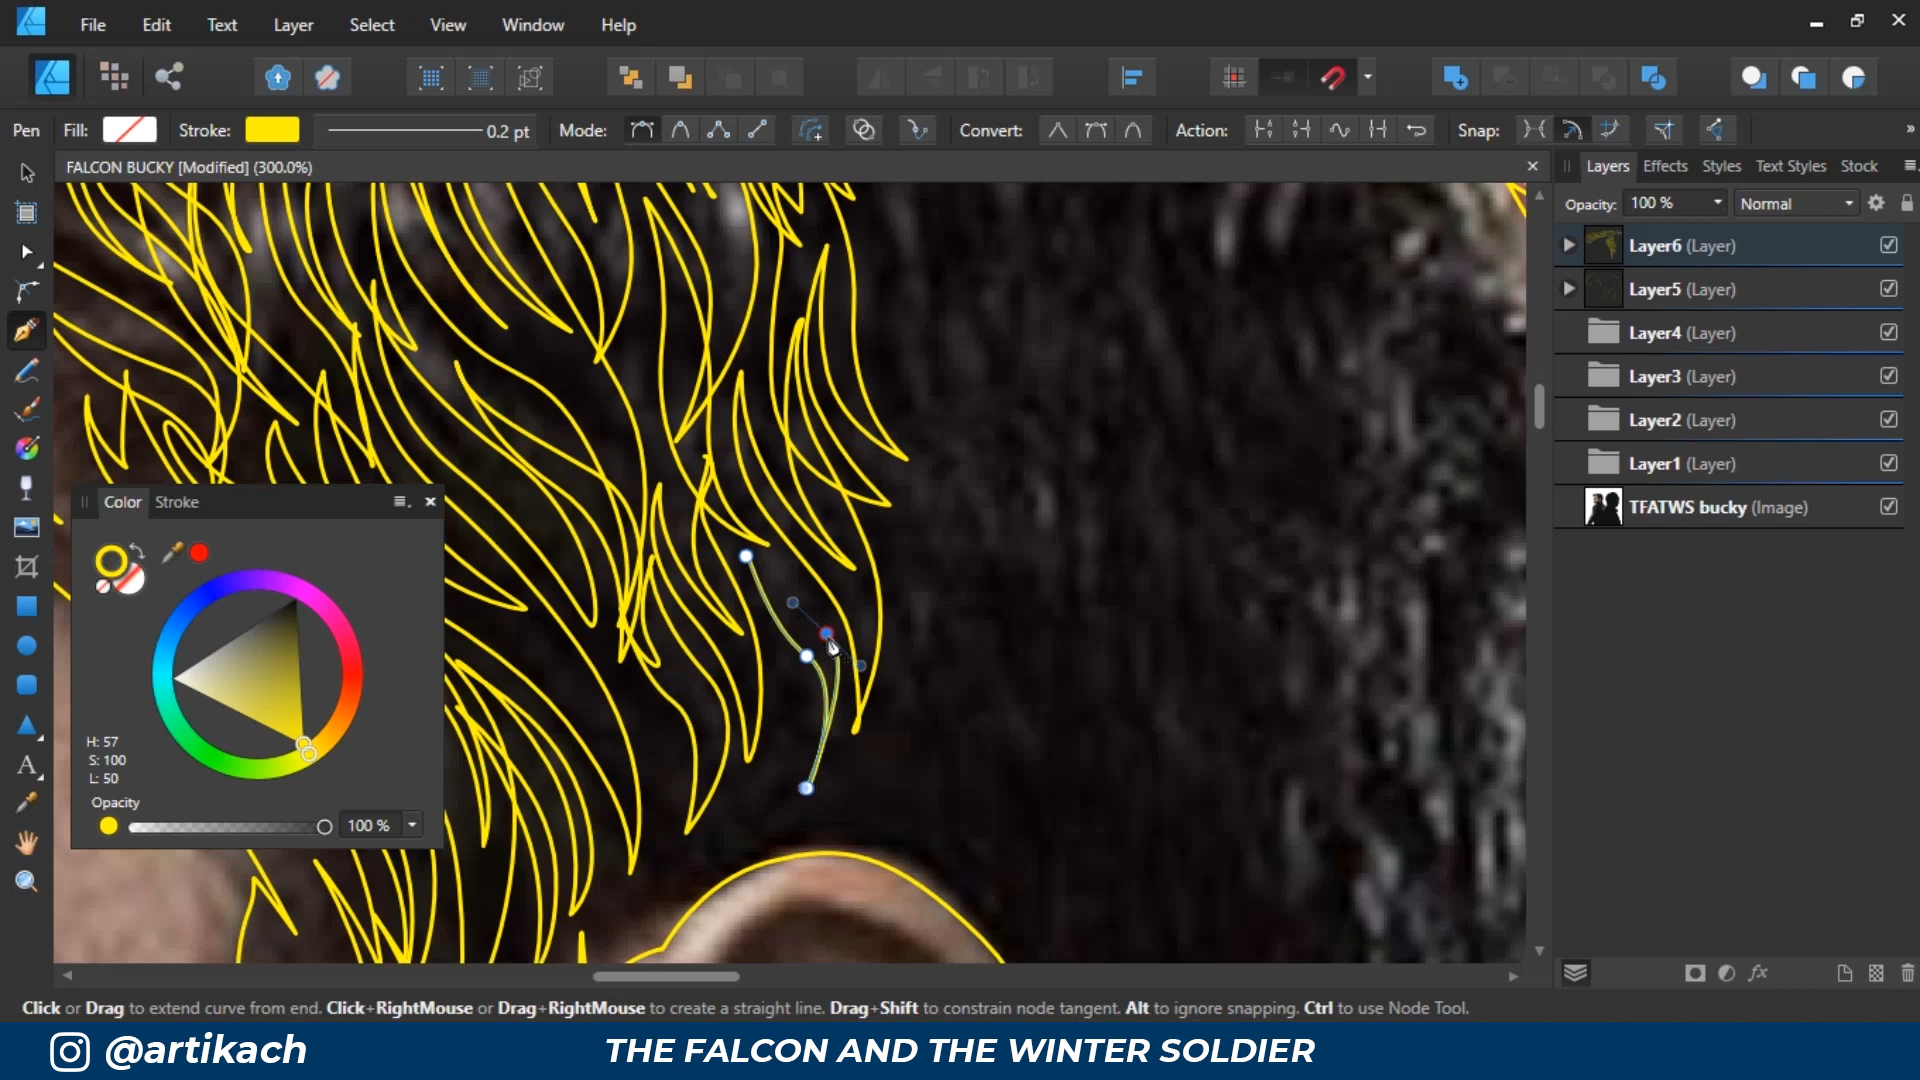 File Edit Text Layer Select View Window Help
Pen Fill: Stroke: 0.2 pt Mode: Convert: Action: Snap: »
FALCON BUCKY [Modified] (300.0%)
Layers Effects Styles Text Styles Stock
Opacity: 100 % Normal
Layer6 (Layer)
Layer5 (Layer)
Layer4 (Layer)
Layer3 (Layer)
Layer2 (Layer)
Layer1 (Layer)
TFATWS bucky (Image)
Color Stroke
H: 57
S: 100
L: 50
Opacity
100 %
Click or Drag to extend curve from end. Click+RightMouse or Drag+RightMouse to create a straight line. Drag+Shift to constrain node tangent. Alt to ignore snapping. Ctrl to use Node Tool.
@artikach THE FALCON AND THE WINTER SOLDIER